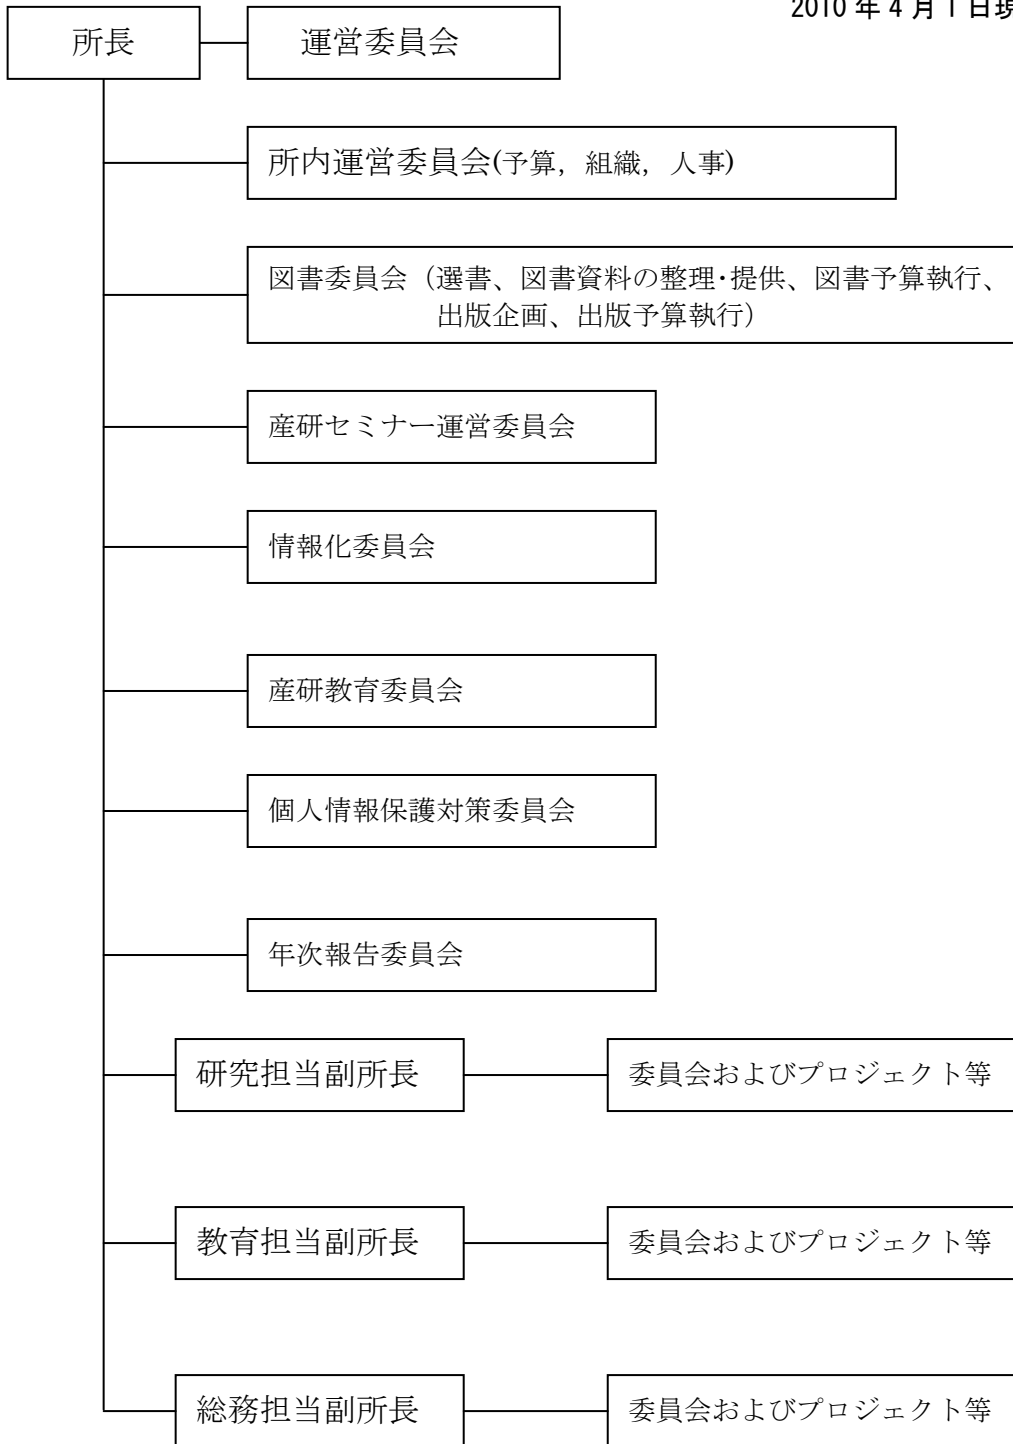 2010 年 4 月 1 日現
所長
運営委員会
所内運営委員会(予算，組織，人事)
図書委員会（選書、図書資料の整理・提供、図書予算執行、
出版企画、出版予算執行）
産研セミナー運営委員会
情報化委員会
産研教育委員会
個人情報保護対策委員会
年次報告委員会
研究担当副所長
委員会およびプロジェクト等
教育担当副所長
委員会およびプロジェクト等
総務担当副所長
委員会およびプロジェクト等